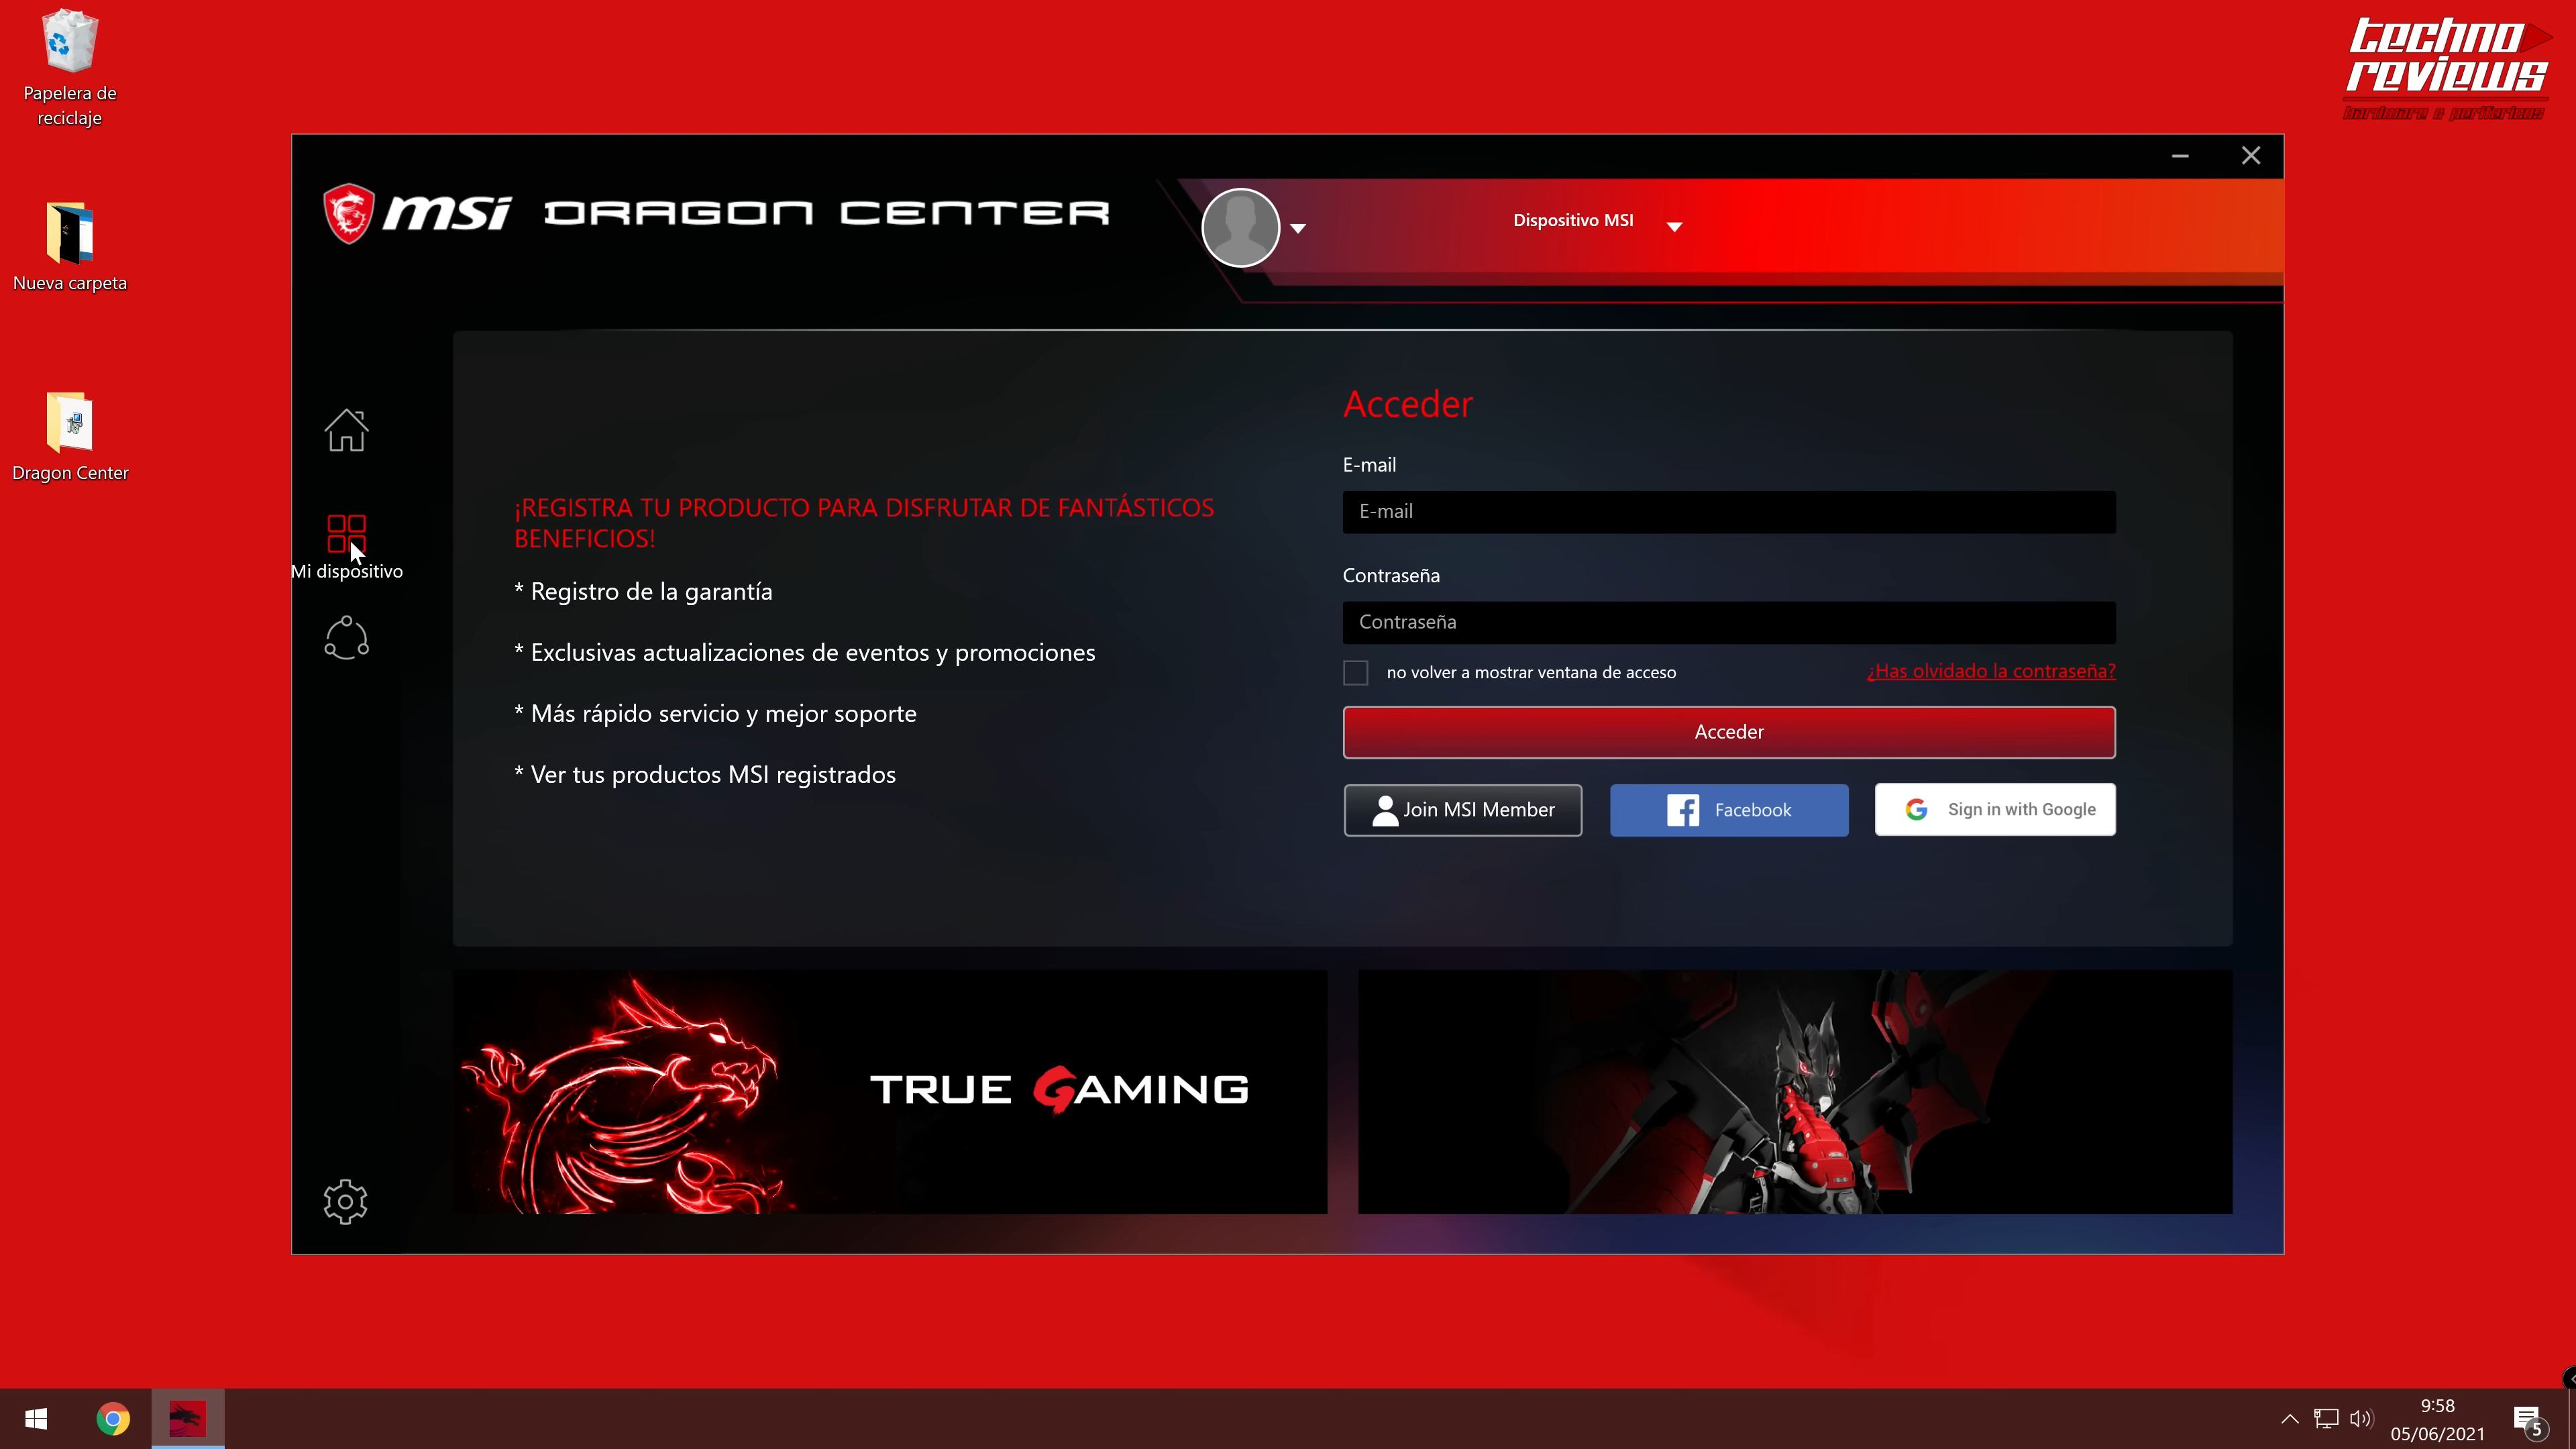 Papelera de
reciclaje
Nueva carpeta
Dragon Center
techno
reviews
hardware e perifericos
msi DRAGON CENTER
Dispositivo MSI
Mi dispositivo
¡REGISTRA TU PRODUCTO PARA DISFRUTAR DE FANTÁSTICOS
BENEFICIOS!
* Registro de la garantía
* Exclusivas actualizaciones de eventos y promociones
* Más rápido servicio y mejor soporte
* Ver tus productos MSI registrados
Acceder
E-mail
E-mail
Contraseña
Contraseña
no volver a mostrar ventana de acceso
¿Has olvidado la contraseña?
Acceder
Join MSI Member
Facebook
Sign in with Google
TRUE GAMING
9:58
05/06/2021
5